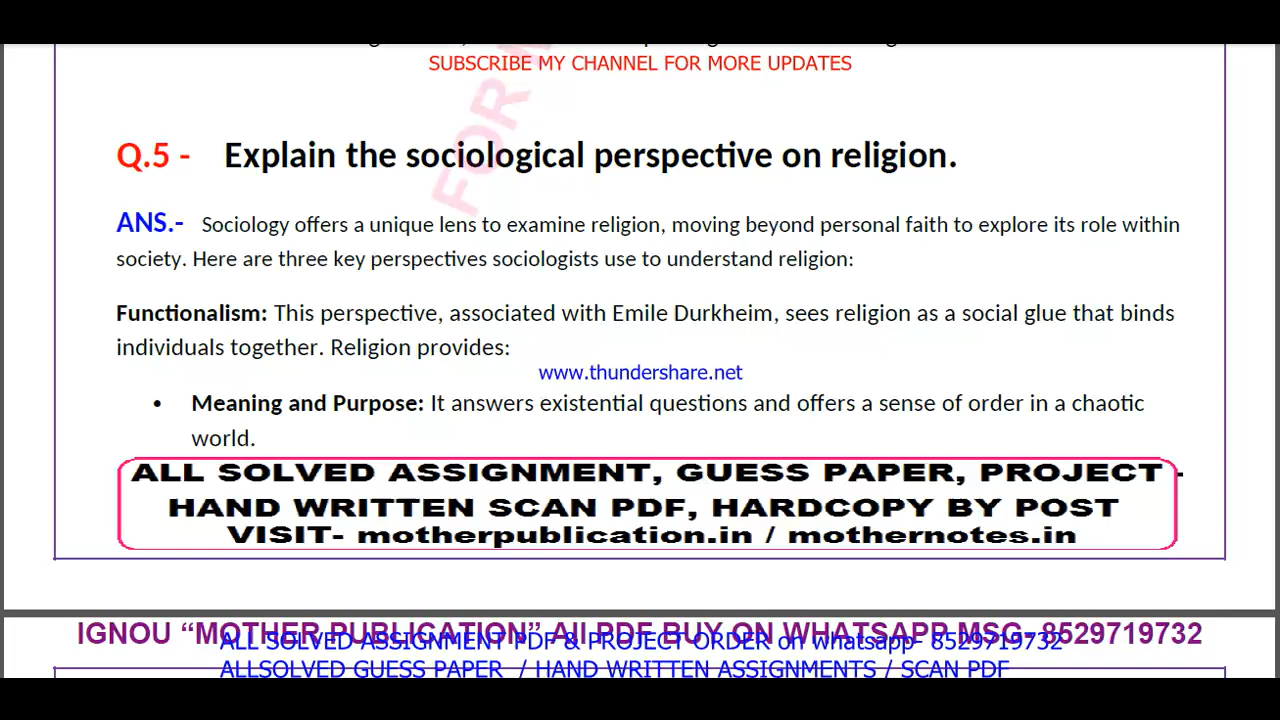 SUBSCRIBE MY CHANNEL FOR MORE UPDATES
FOR
Q.5 - Explain the sociological perspective on religion.
ANS.- Sociology offers a unique lens to examine religion, moving beyond personal faith to explore its role within
society. Here are three key perspectives sociologists use to understand religion:
Functionalism: This perspective, associated with Emile Durkheim, sees religion as a social glue that binds
individuals together. Religion provides:
www.thundershare.net
• Meaning and Purpose: It answers existential questions and offers a sense of order in a chaotic
world.
ALL SOLVED ASSIGNMENT, GUESS PAPER, PROJECT -
HAND WRITTEN SCAN PDF, HARDCOPY BY POST
VISIT- motherpublication.in / mothernotes.in
IGNOU “MOTHER PUBLICATION” All PDF BUY ON WHATSAPP MSG- 8529719732
ALL SOLVED ASSIGNMENT PDF & PROJECT ORDER on whatsapp- 8529719732
ALLSOLVED GUESS PAPER / HAND WRITTEN ASSIGNMENTS / SCAN PDF